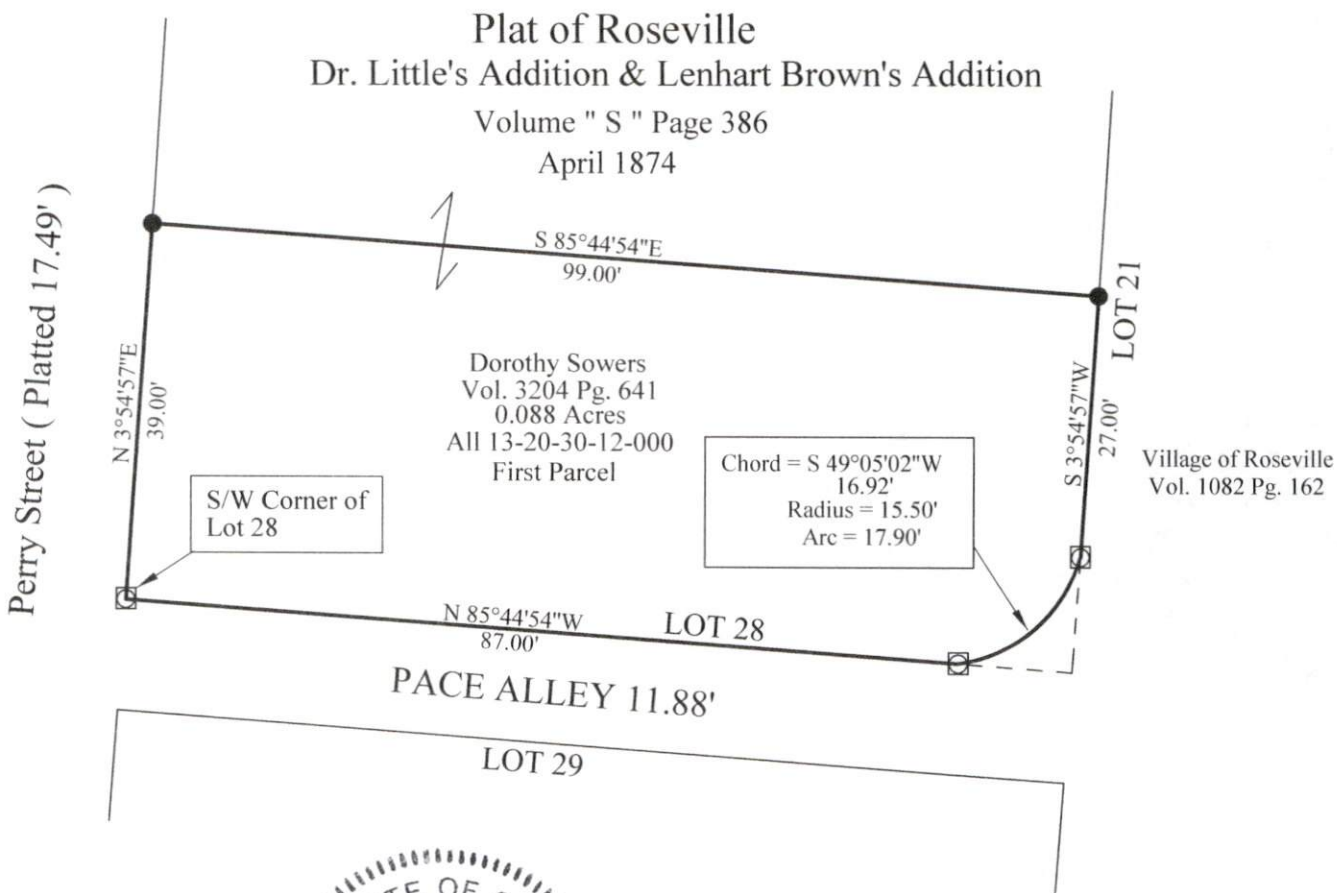 Plat of Roseville
Dr. Little's Addition & Lenhart Brown's Addition
Volume " S " Page 386
April 1874
Perry Street ( Platted 17.49' )
S 85°44'54"E
99.00'
LOT 21
N 3°54'57"E
39.00'
Dorothy Sowers
Vol. 3204 Pg. 641
0.088 Acres
All 13-20-30-12-000
First Parcel
S 3°54'57"W
27.00'
Chord = S 49°05'02"W
16.92'
Radius = 15.50'
Arc = 17.90'
Village of Roseville
Vol. 1082 Pg. 162
S/W Corner of
Lot 28
N 85°44'54"W
87.00'
LOT 28
PACE ALLEY 11.88'
LOT 29
OF